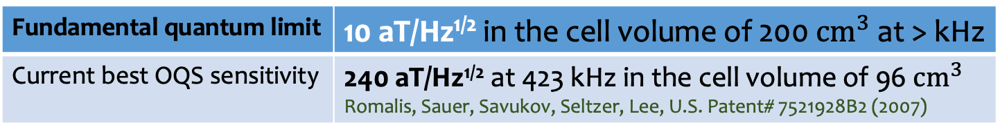 Fundamental quantum limit
10 aT/Hz^1/2 in the cell volume of 200 cm^3 at > kHz
Current best OQS sensitivity
240 aT/Hz^1/2 at 423 kHz in the cell volume of 96 cm^3
Romalis, Sauer, Savukov, Seltzer, Lee, U.S. Patent# 7521928B2 (2007)